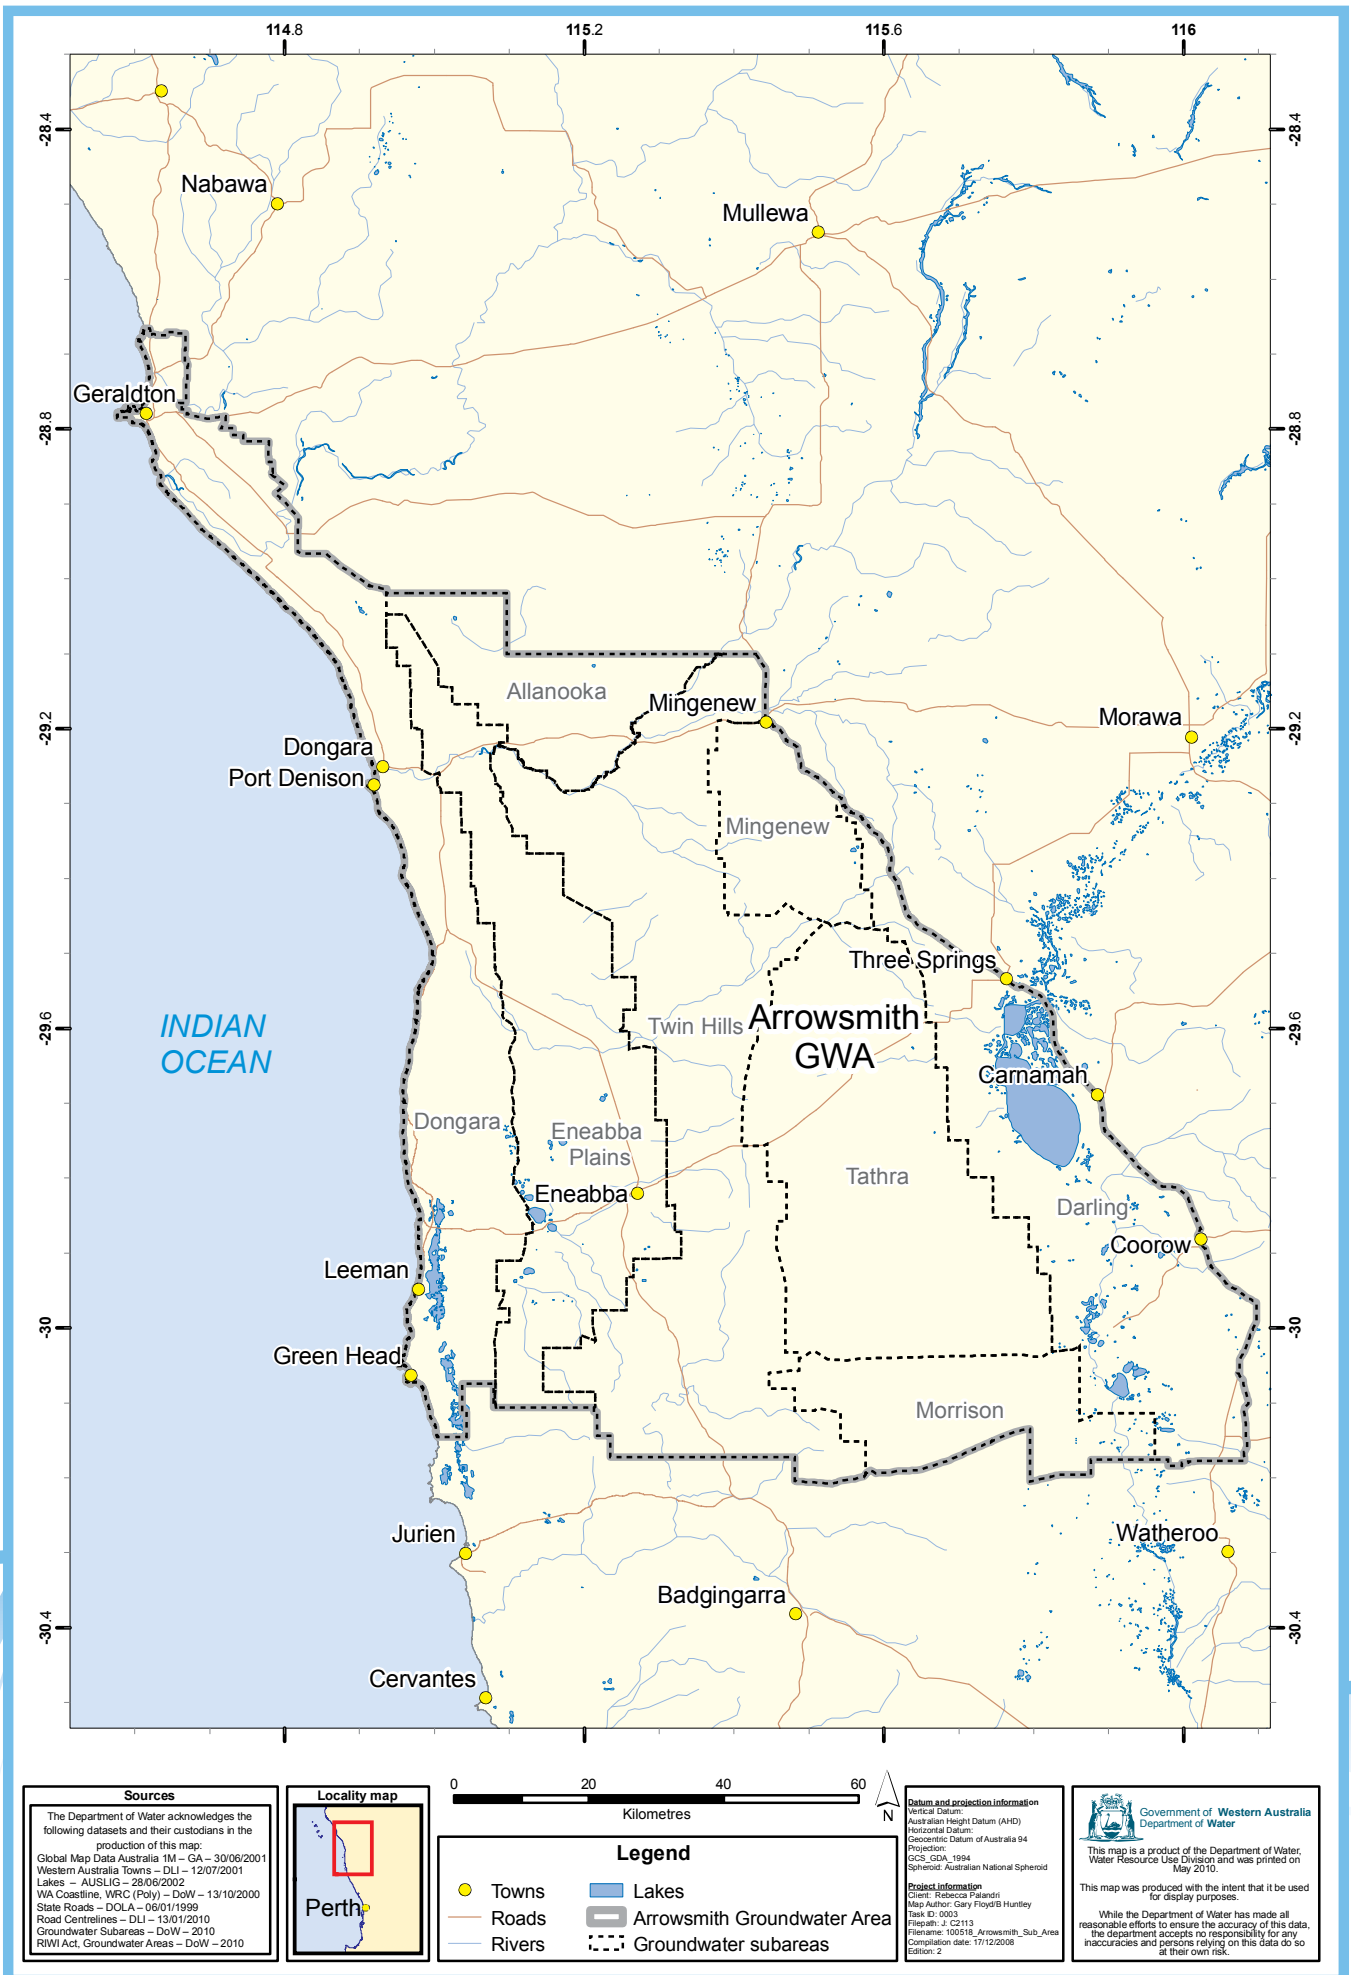 114.8
115.2
115.6
116
-28.4
-28.4
Nabawa
Mullewa
Geraldton
-28.8
-28.8
Allanooka
Mingenew
Morawa
-29.2
-29.2
Dongara
Port Denison
Mingenew
Three Springs
INDIAN
OCEAN
Twin Hills
Arrowsmith
GWA
-29.6
-29.6
Carnamah
Dongara
Eneabba
Plains
Tathra
Eneabba
Darling
Coorow
Leeman
-30
-30
Green Head
Morrison
Jurien
Watheroo
Badgingarra
-30.4
-30.4
Cervantes
Sources
The Department of Water acknowledges the
following datasets and their custodians in the
production of this map:
Global Map Data Australia 1M – GA – 30/06/2001
Western Australia Towns – DLI – 12/07/2001
Lakes – AUSLIG – 28/06/2002
WA Coastline, WRC (Poly) – DoW – 13/10/2000
State Roads – DOLA – 06/01/1999
Road Centrelines – DLI – 13/01/2010
Groundwater Subareas – DoW – 2010
RIWI Act, Groundwater Areas – DoW – 2010
Locality map
Perth
0 20 40 60
Kilometres
N
Legend
Towns
Roads
Rivers
Lakes
Arrowsmith Groundwater Area
Groundwater subareas
Datum and projection information
Vertical Datum:
Australian Height Datum (AHD)
Horizontal Datum:
Geocentric Datum of Australia 94
Projection:
GCS_GDA_1994
Spheroid: Australian National Spheroid
Project information
Client: Rebecca Palandri
Map Author: Gary Floyd/B Huntley
Task ID: 0003
Filepath: J: C2113
Filename: 100518_Arrowsmith_Sub_Area
Compilation date: 17/12/2008
Edition: 2
Government of Western Australia
Department of Water
This map is a product of the Department of Water,
Water Resource Use Division and was printed on
May 2010.
This map was produced with the intent that it be used
for display purposes.
While the Department of Water has made all
reasonable efforts to ensure the accuracy of this data,
the department accepts no responsibility for any
inaccuracies and persons relying on this data do so
at their own risk.